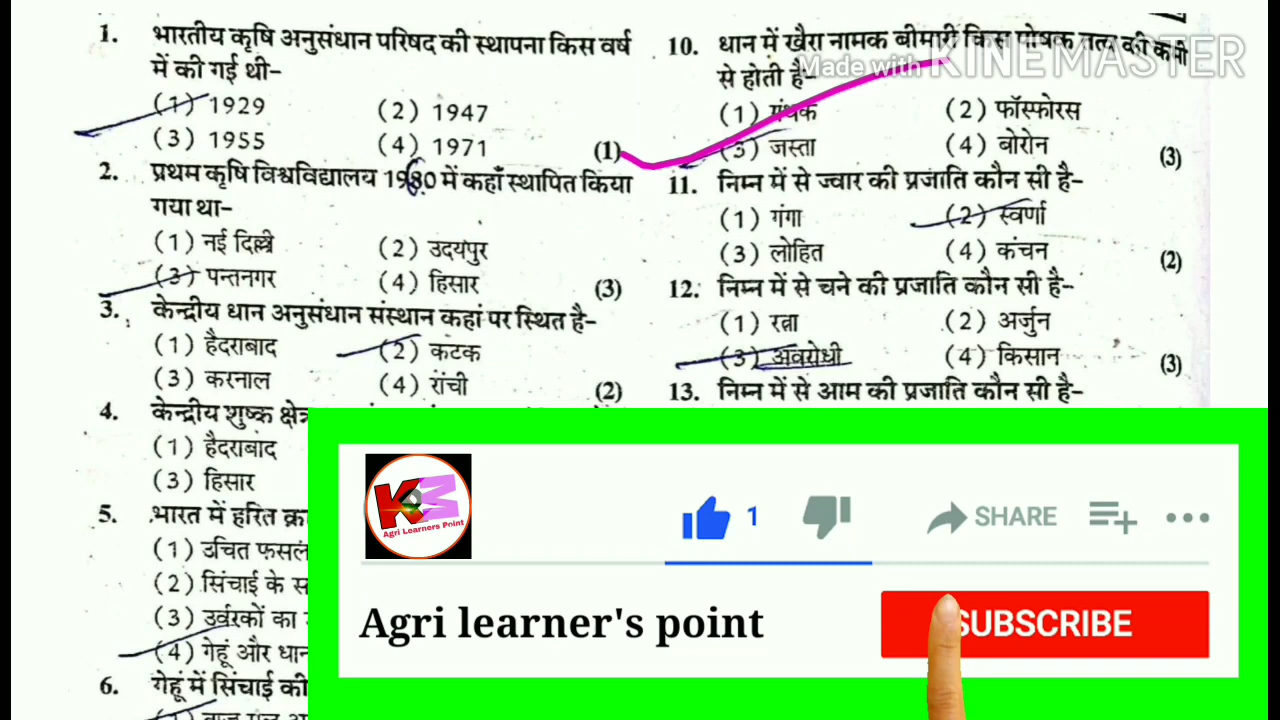 1. भारतीय कृषि अनुसंधान परिषद की स्थापना किस वर्ष
में की गई थी-
(1) 1929 (2) 1947
(3) 1955 (4) 1971 (1)
2. प्रथम कृषि विश्वविद्यालय 1960 में कहाँ स्थापित किया
गया था-
(1) नई दिल्ली (2) उदयपुर
(3) पन्तनगर (4) हिसार (3)
3. केन्द्रीय धान अनुसंधान संस्थान कहां पर स्थित है-
(1) हैदराबाद (2) कटक
(3) करनाल (4) रांची (2)
4. केन्द्रीय शुष्क क्षेत्र
(1) हैदराबाद
(3) हिसार
5. भारत में हरित
(1) उचित
(2) सिंचाई के
(3) उर्वरकों का
(4) गेहूं और
6. गेहूं में सिंचाई की
10. धान में खैरा नामक बीमारी किस पोषक तत्व की कमी
से होती है-
(1) गंधक (2) फॉस्फोरस
(3) जस्ता (4) बोरोन (3)
11. निम्न में से ज्वार की प्रजाति कौन सी है-
(1) गंगा (2) स्वर्णा
(3) लोहित (4) कंचन (2)
12. निम्न में से चने की प्रजाति कौन सी है-
(1) रत्ना (2) अर्जुन
(3) अवरोधी (4) किसान (3)
13. निम्न में से आम की प्रजाति कौन सी है-
Made with KINEMASTER
Agri Learners Point
1 SHARE
Agri learner's point
SUBSCRIBE